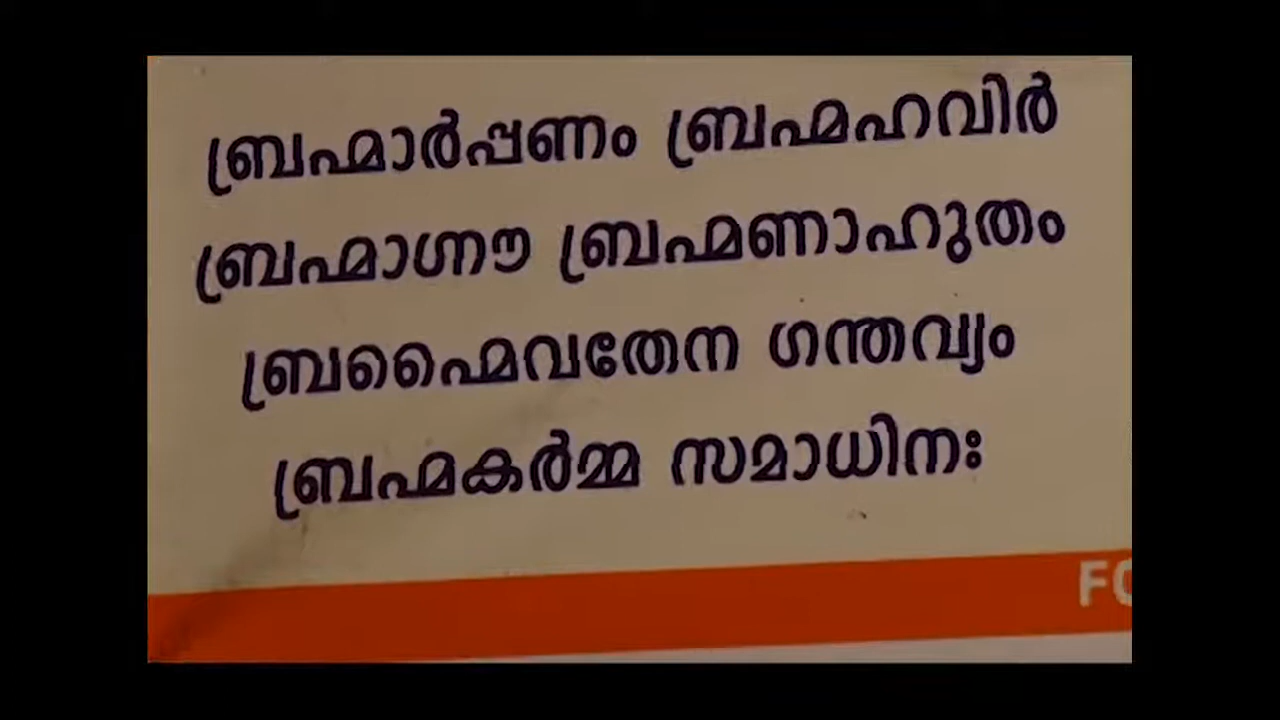 ബ്രഹ്മാർപ്പണം ബ്രഹ്മഹവിർ
ബ്രഹ്മാഗ്നൗ ബ്രഹ്മണാഹുതം
ബ്രഹ്മൈവതേന ഗന്തവ്യം
ബ്രഹ്മകർമ്മ സമാധിനഃ